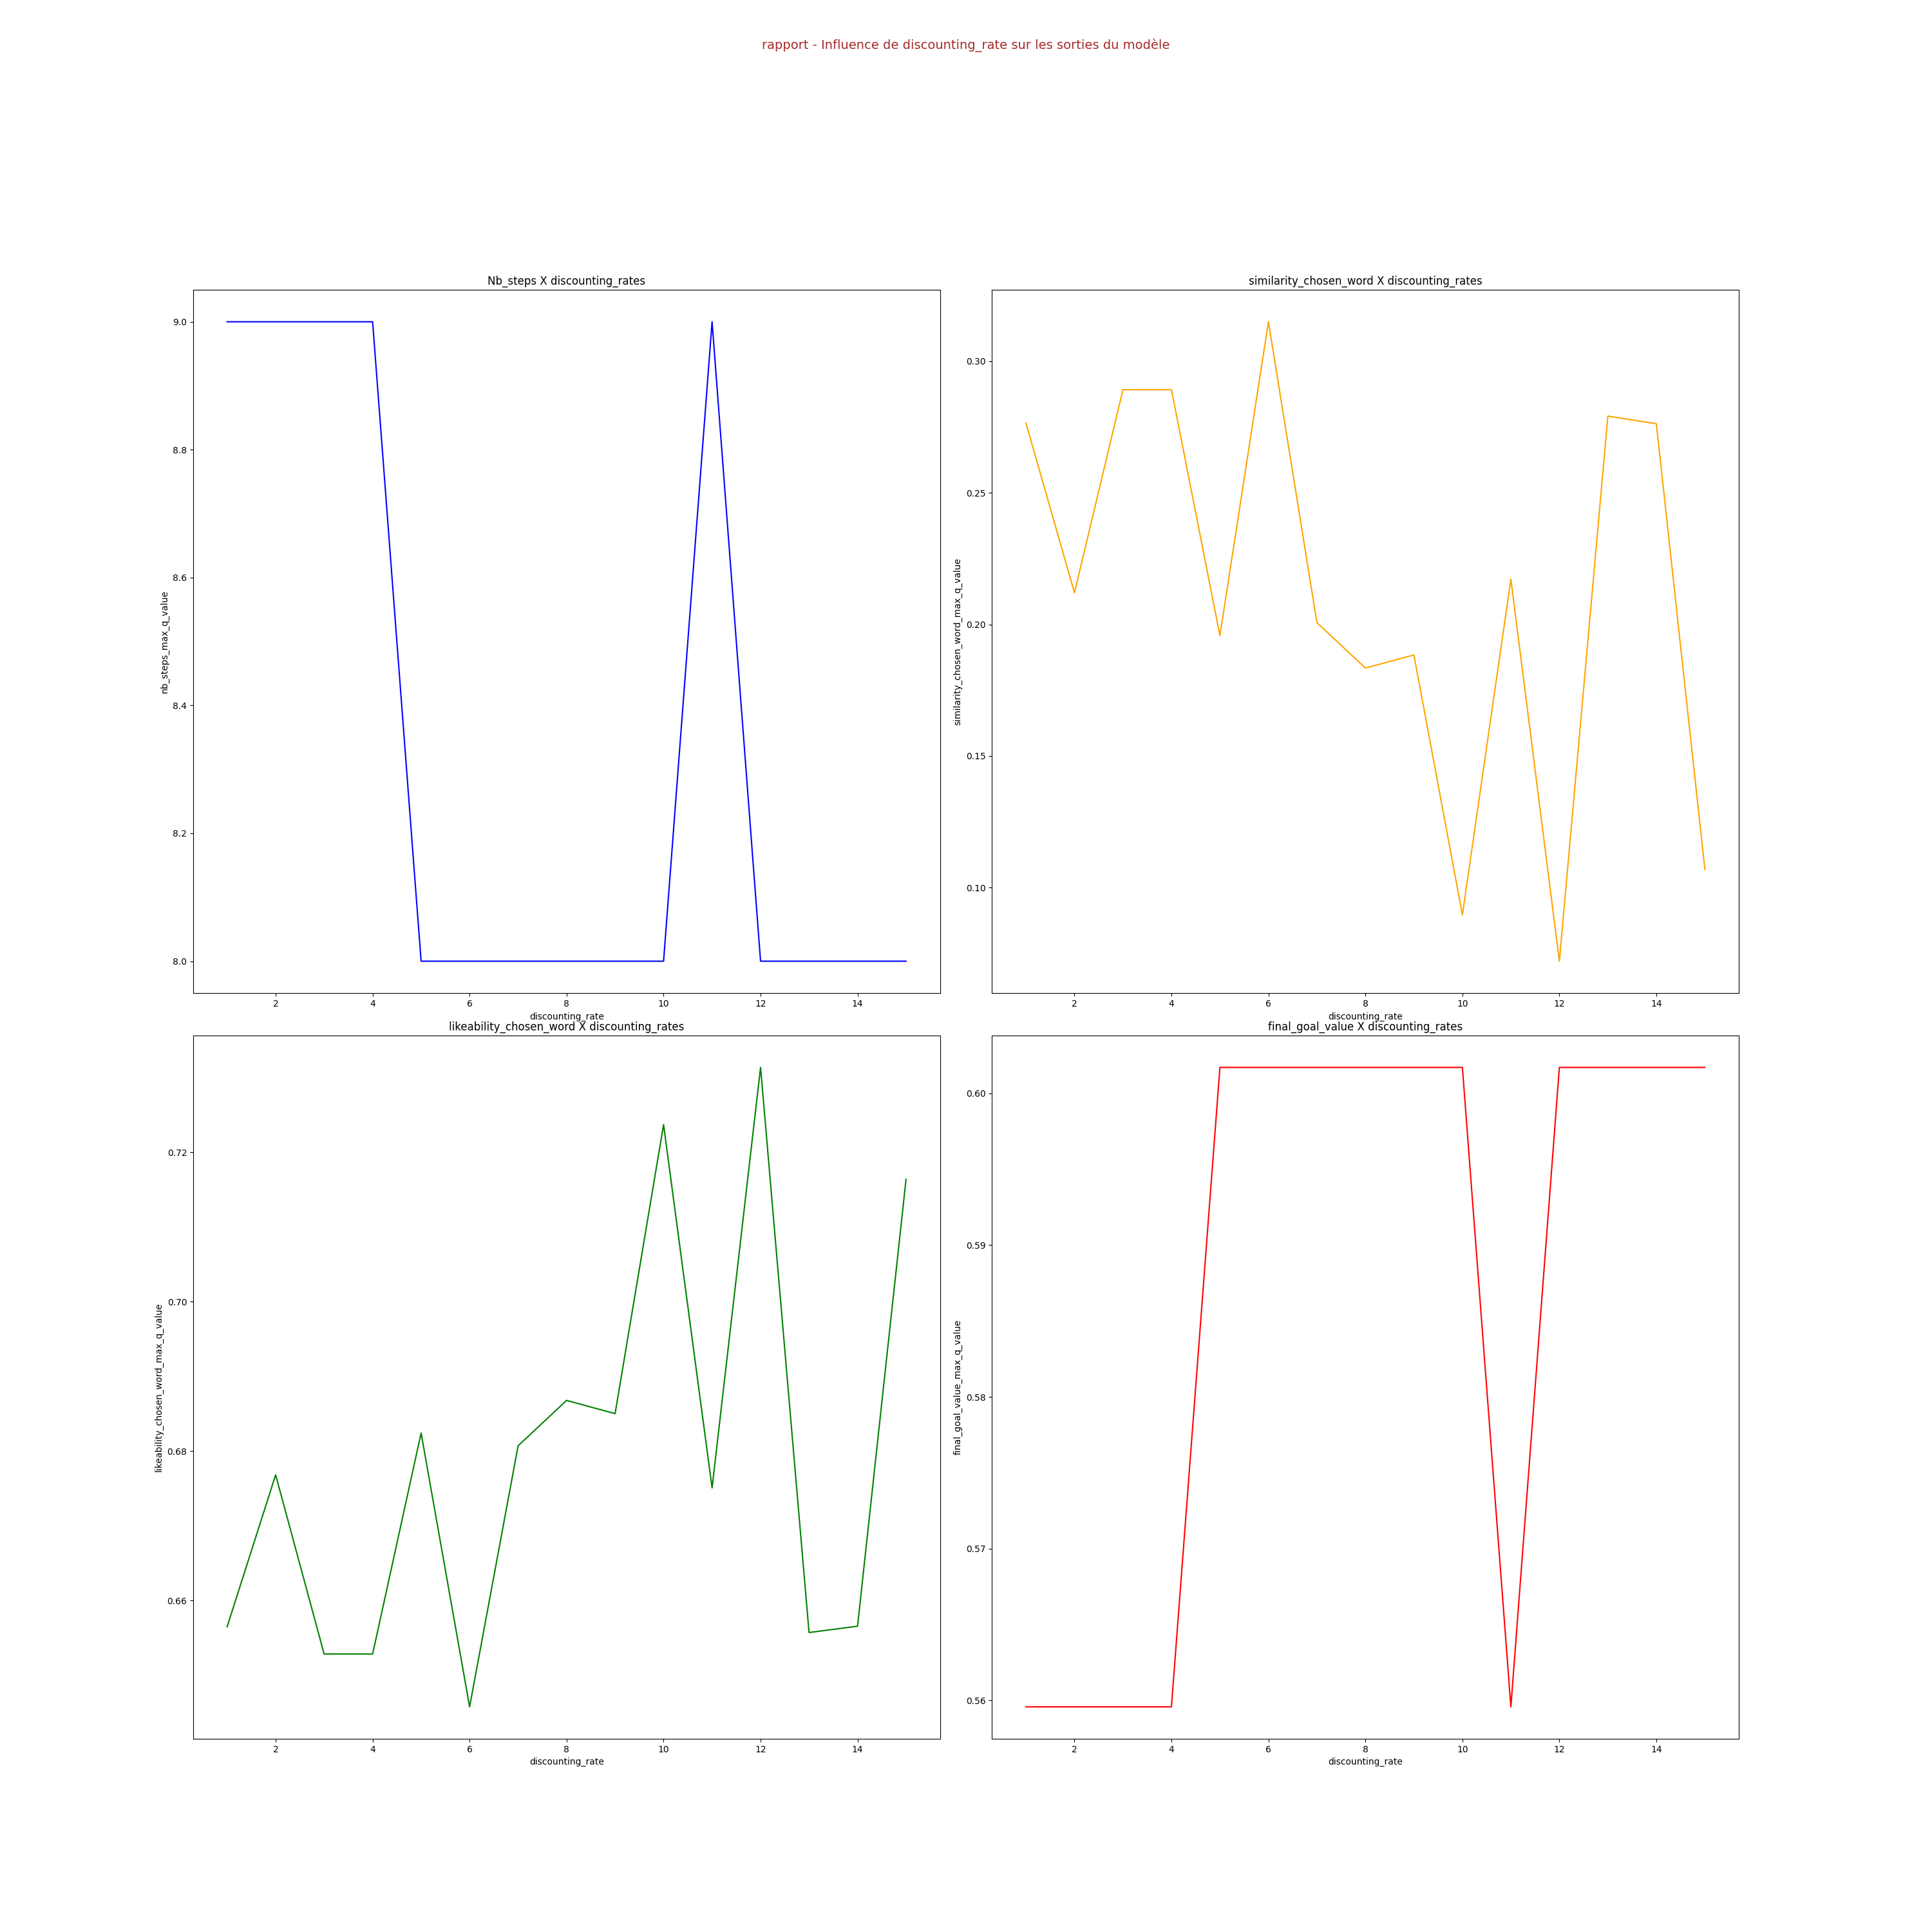 rapport - Influence de discounting_rate sur les sorties du modèle
Nb_steps X discounting_rates
nb_steps_max_q_value
9.0
8.8
8.6
8.4
8.2
8.0
2 4 6 8 10 12 14
discounting_rate
similarity_chosen_word X discounting_rates
similarity_chosen_word_max_q_value
0.30
0.25
0.20
0.15
0.10
2 4 6 8 10 12 14
discounting_rate
likeability_chosen_word X discounting_rates
likeability_chosen_word_max_q_value
0.72
0.70
0.68
0.66
2 4 6 8 10 12 14
discounting_rate
final_goal_value X discounting_rates
final_goal_value_max_q_value
0.60
0.59
0.58
0.57
0.56
2 4 6 8 10 12 14
discounting_rate